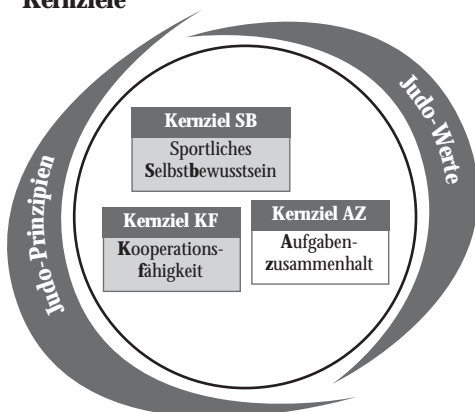 Kernziele
Judo-Werte
Judo-Prinzipien
Kernziel SB
Sportliches
Selbstbewusstsein
Kernziel KF
Kooperations-
fähigkeit
Kernziel AZ
Aufgaben-
zusammenhalt